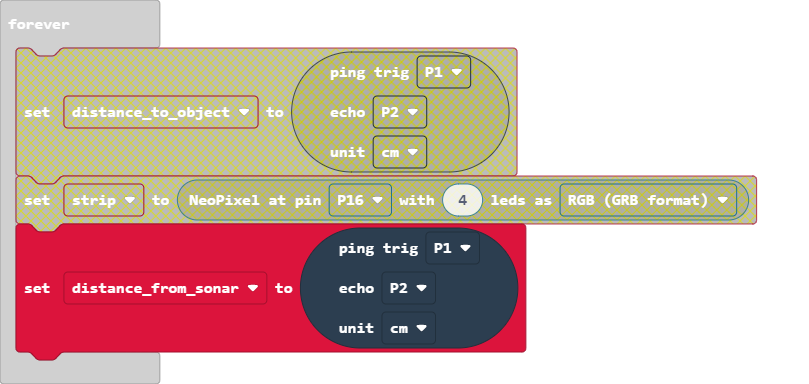 forever
ping trig P1
set distance_to_object to echo P2
unit cm
set strip to NeoPixel at pin P16 with 4 leds as RGB (GRB format)
ping trig P1
set distance_from_sonar to echo P2
unit cm